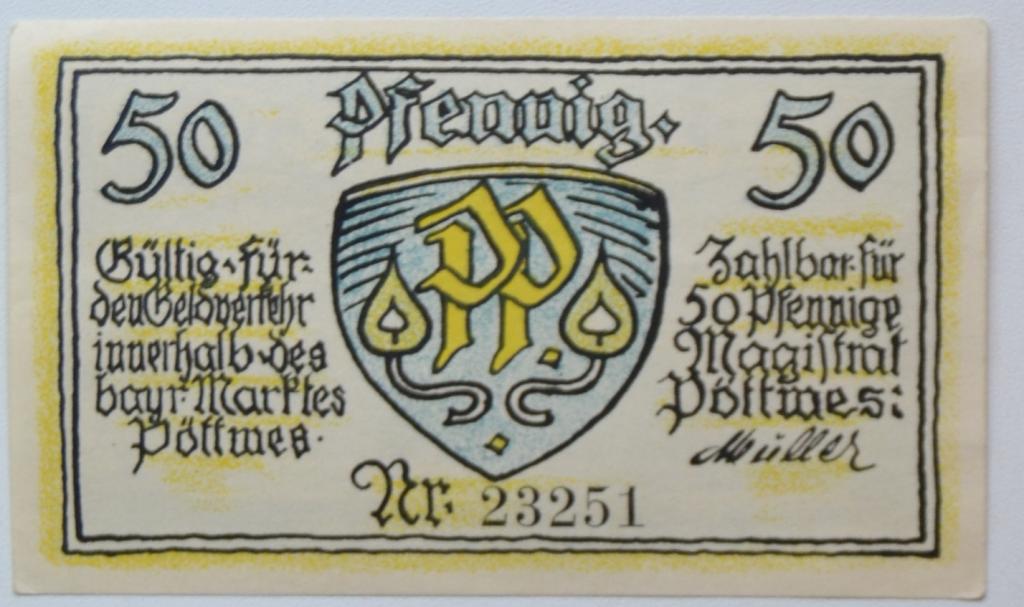 50 Pfennig. 50
PP.
Gültig für
den Geldverkehr
innerhalb des
bayr. Marktes
Pöttmes.
Zahlbar für
50 Pfennige
Magistrat
Pöttmes:
Müller
Nr. 23251